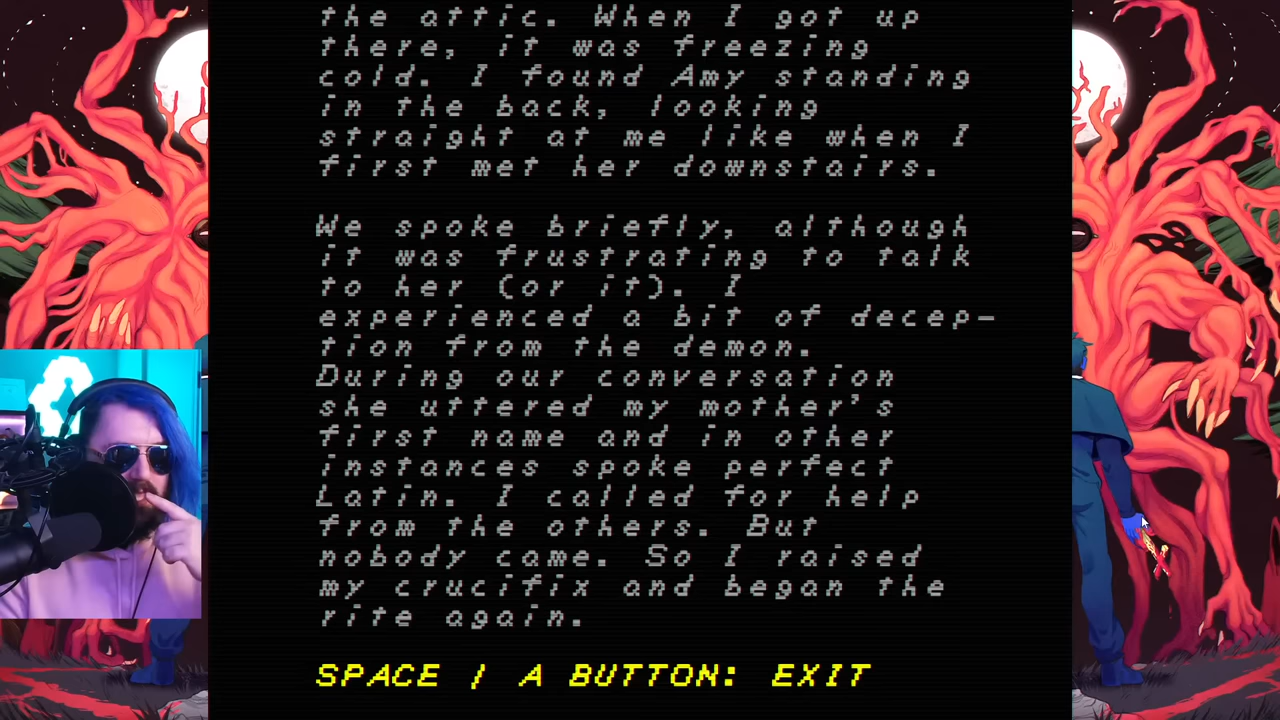 the attic. When I got up
there, it was freezing
cold. I found Amy standing
in the back, looking
straight at me like when I
first met her downstairs.
We spoke briefly, although
it was frustrating to talk
to her (or it). I
experienced a bit of decep-
tion from the demon.
During our conversation
she uttered my mother's
first name and in other
instances spoke perfect
Latin. I called for help
from the others. But
nobody came. So I raised
my crucifix and began the
rite again.
SPACE / A BUTTON: EXIT